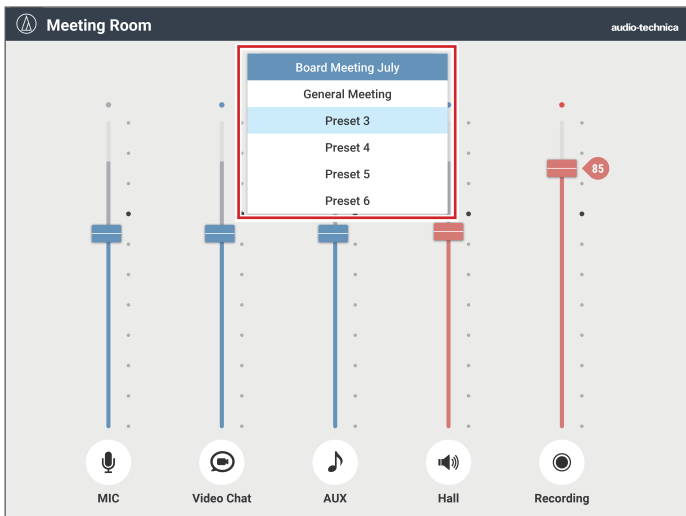 Meeting Room
audio-technica
Board Meeting July
General Meeting
Preset 3
Preset 4
Preset 5
Preset 6
85
MIC
Video Chat
AUX
Hall
Recording